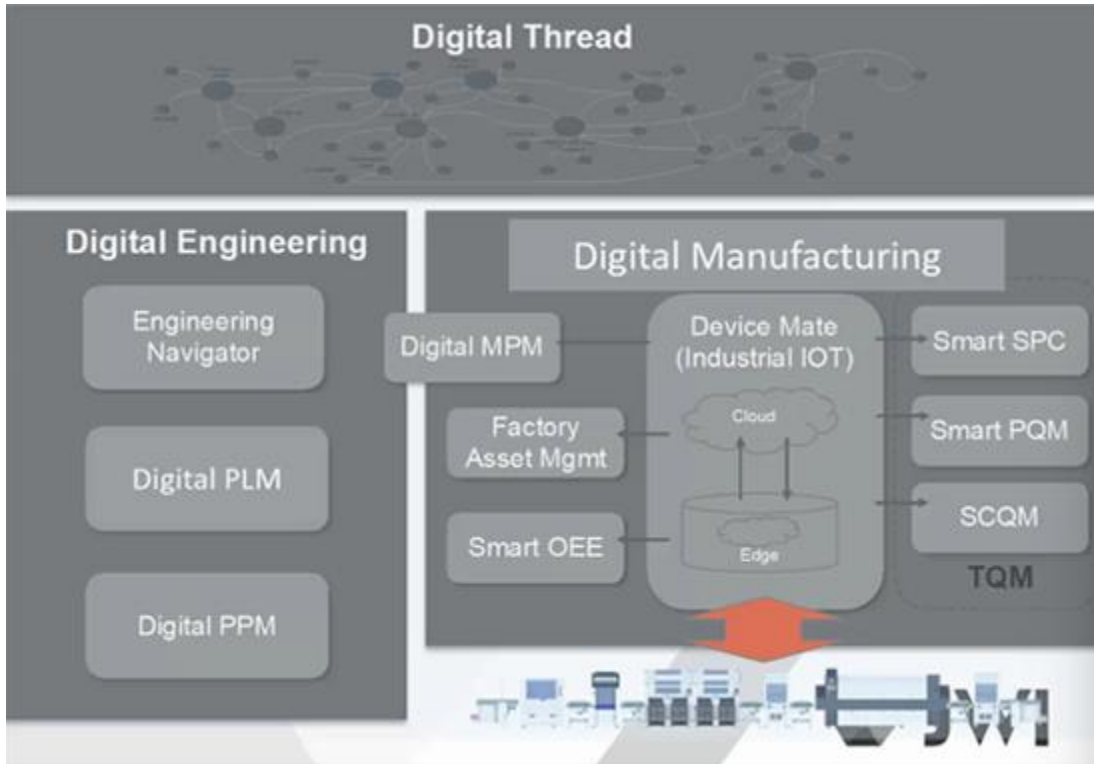 Digital Thread
Digital Engineering
Engineering
Navigator
Digital PLM
Digital PPM
Digital Manufacturing
Digital MPM
Factory
Asset Mgmt
Smart OEE
Device Mate
(Industrial IOT)
Cloud
Edge
Smart SPC
Smart PQM
SCQM
TQM